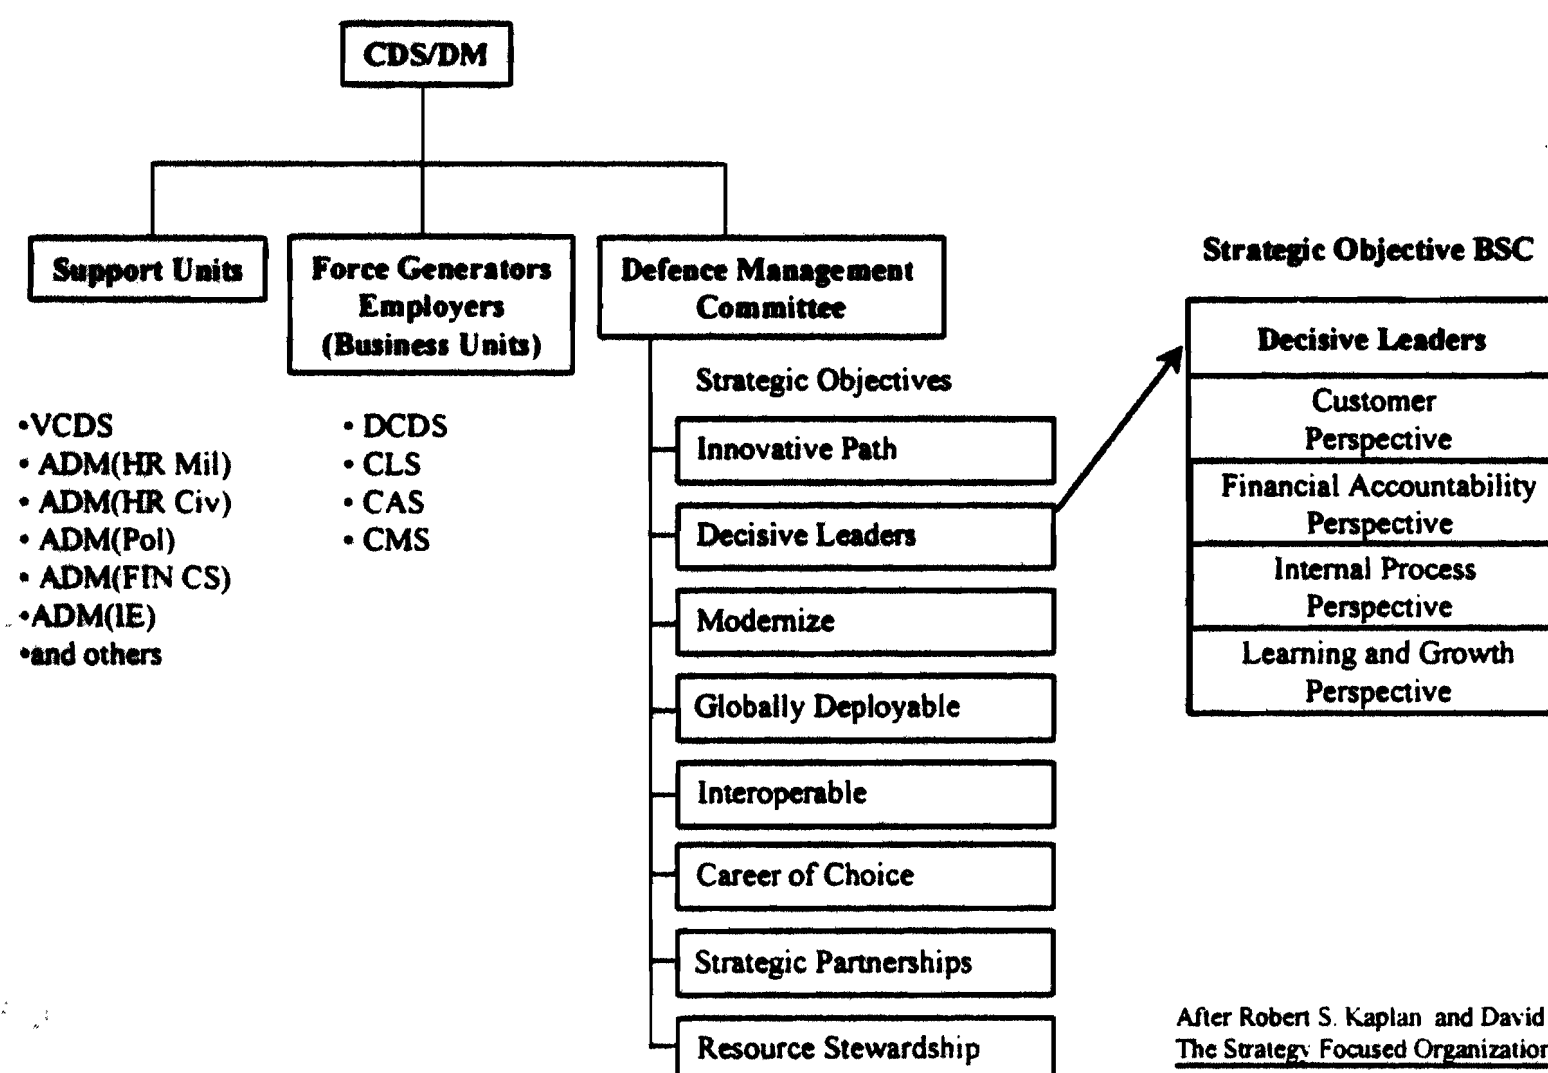 CDS/DM
Support Units
Force Generators
Employers
(Business Units)
Defence Management
Committee
•VCDS
• ADM(HR Mil)
• ADM(HR Civ)
• ADM(Pol)
• ADM(FIN CS)
•ADM(IE)
•and others
• DCDS
• CLS
• CAS
• CMS
Strategic Objectives
Innovative Path
Decisive Leaders
Modernize
Globally Deployable
Interoperable
Career of Choice
Strategic Partnerships
Resource Stewardship
Strategic Objective BSC
Decisive Leaders
Customer
Perspective
Financial Accountability
Perspective
Internal Process
Perspective
Learning and Growth
Perspective
After Robert S. Kaplan and David
The Strategy Focused Organization